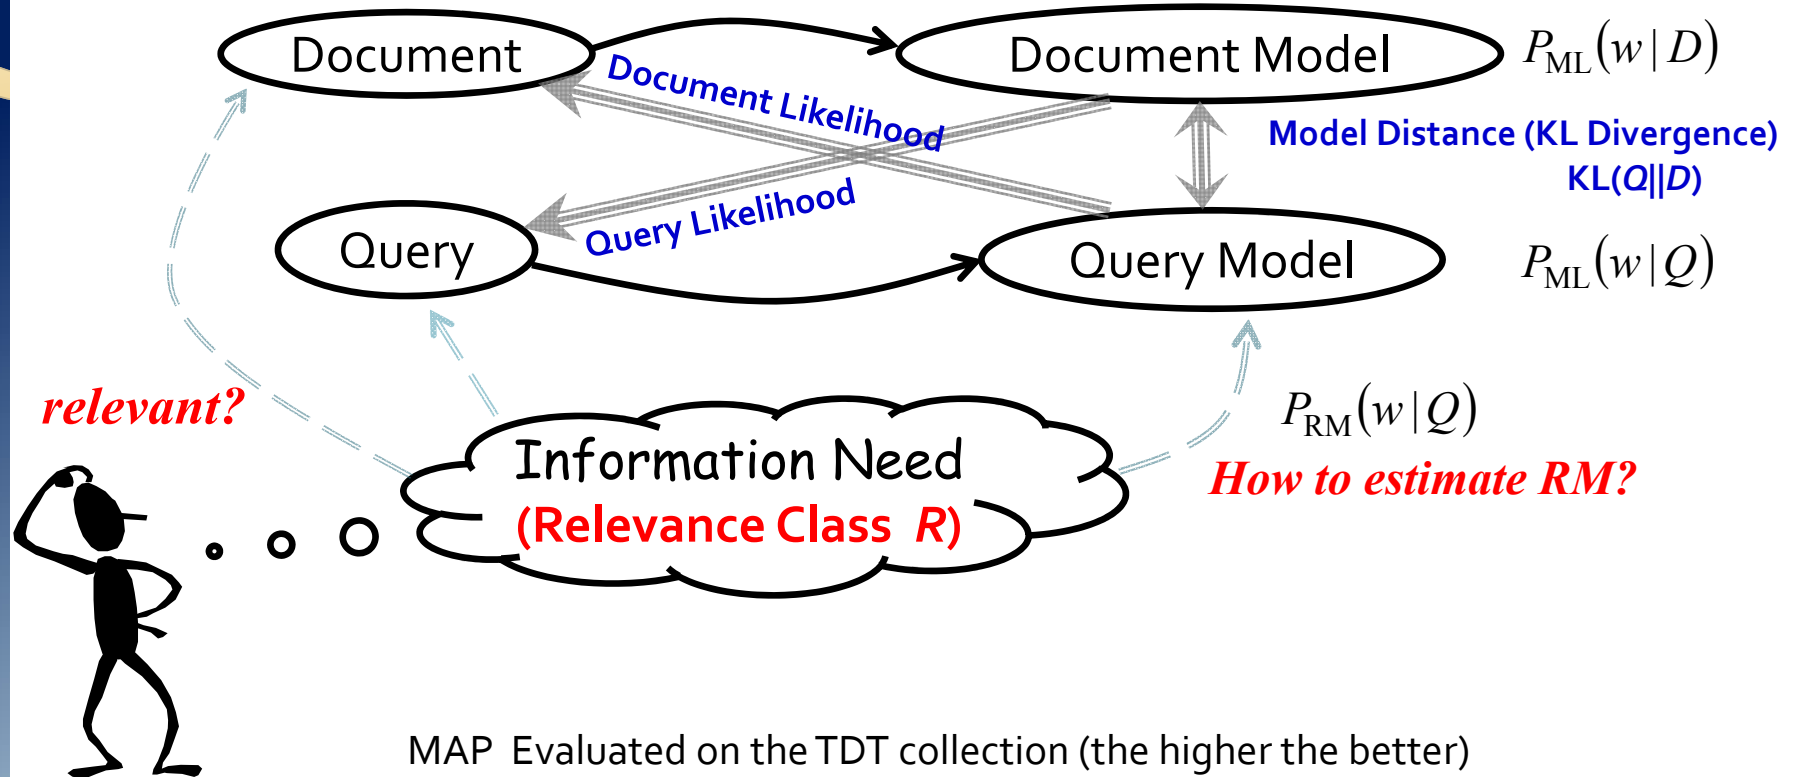 Document
Document Model
P_ML(w|D)
Document Likelihood
Model Distance (KL Divergence)
KL(Q||D)
Query Likelihood
Query
Query Model
P_ML(w|Q)
relevant?
P_RM(w|Q)
Information Need
How to estimate RM?
(Relevance Class R)
MAP Evaluated on the TDT collection (the higher the better)